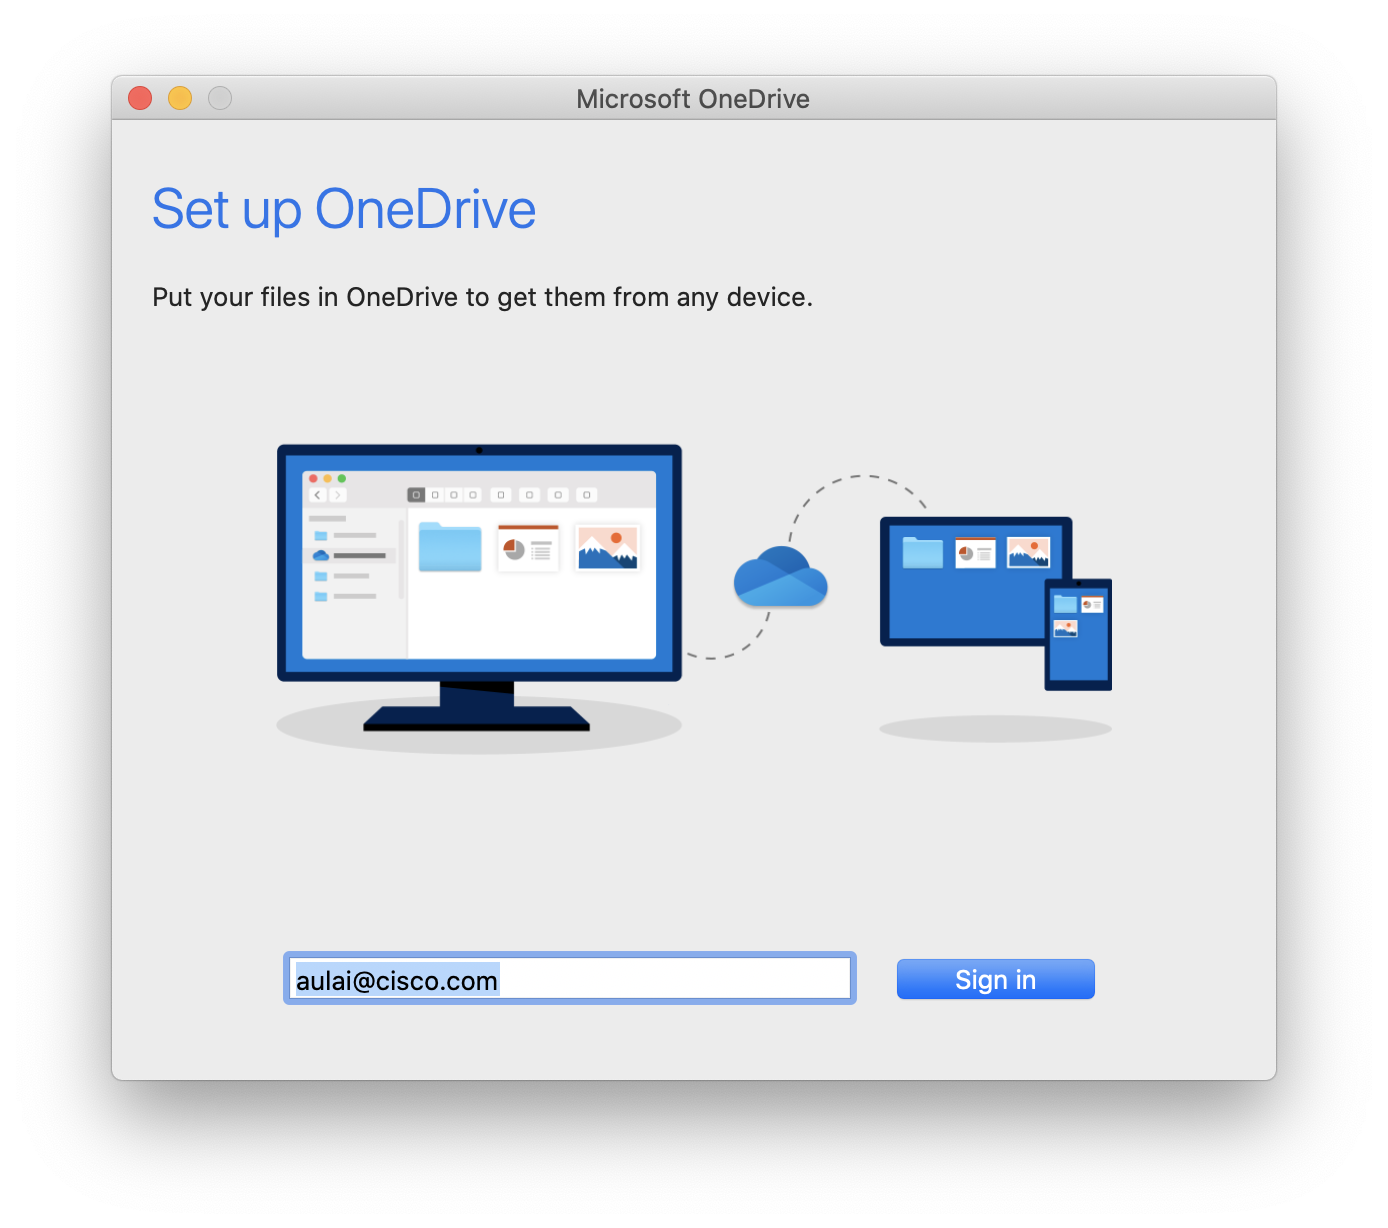 Microsoft OneDrive
Set up OneDrive
Put your files in OneDrive to get them from any device.
aulai@cisco.com
Sign in